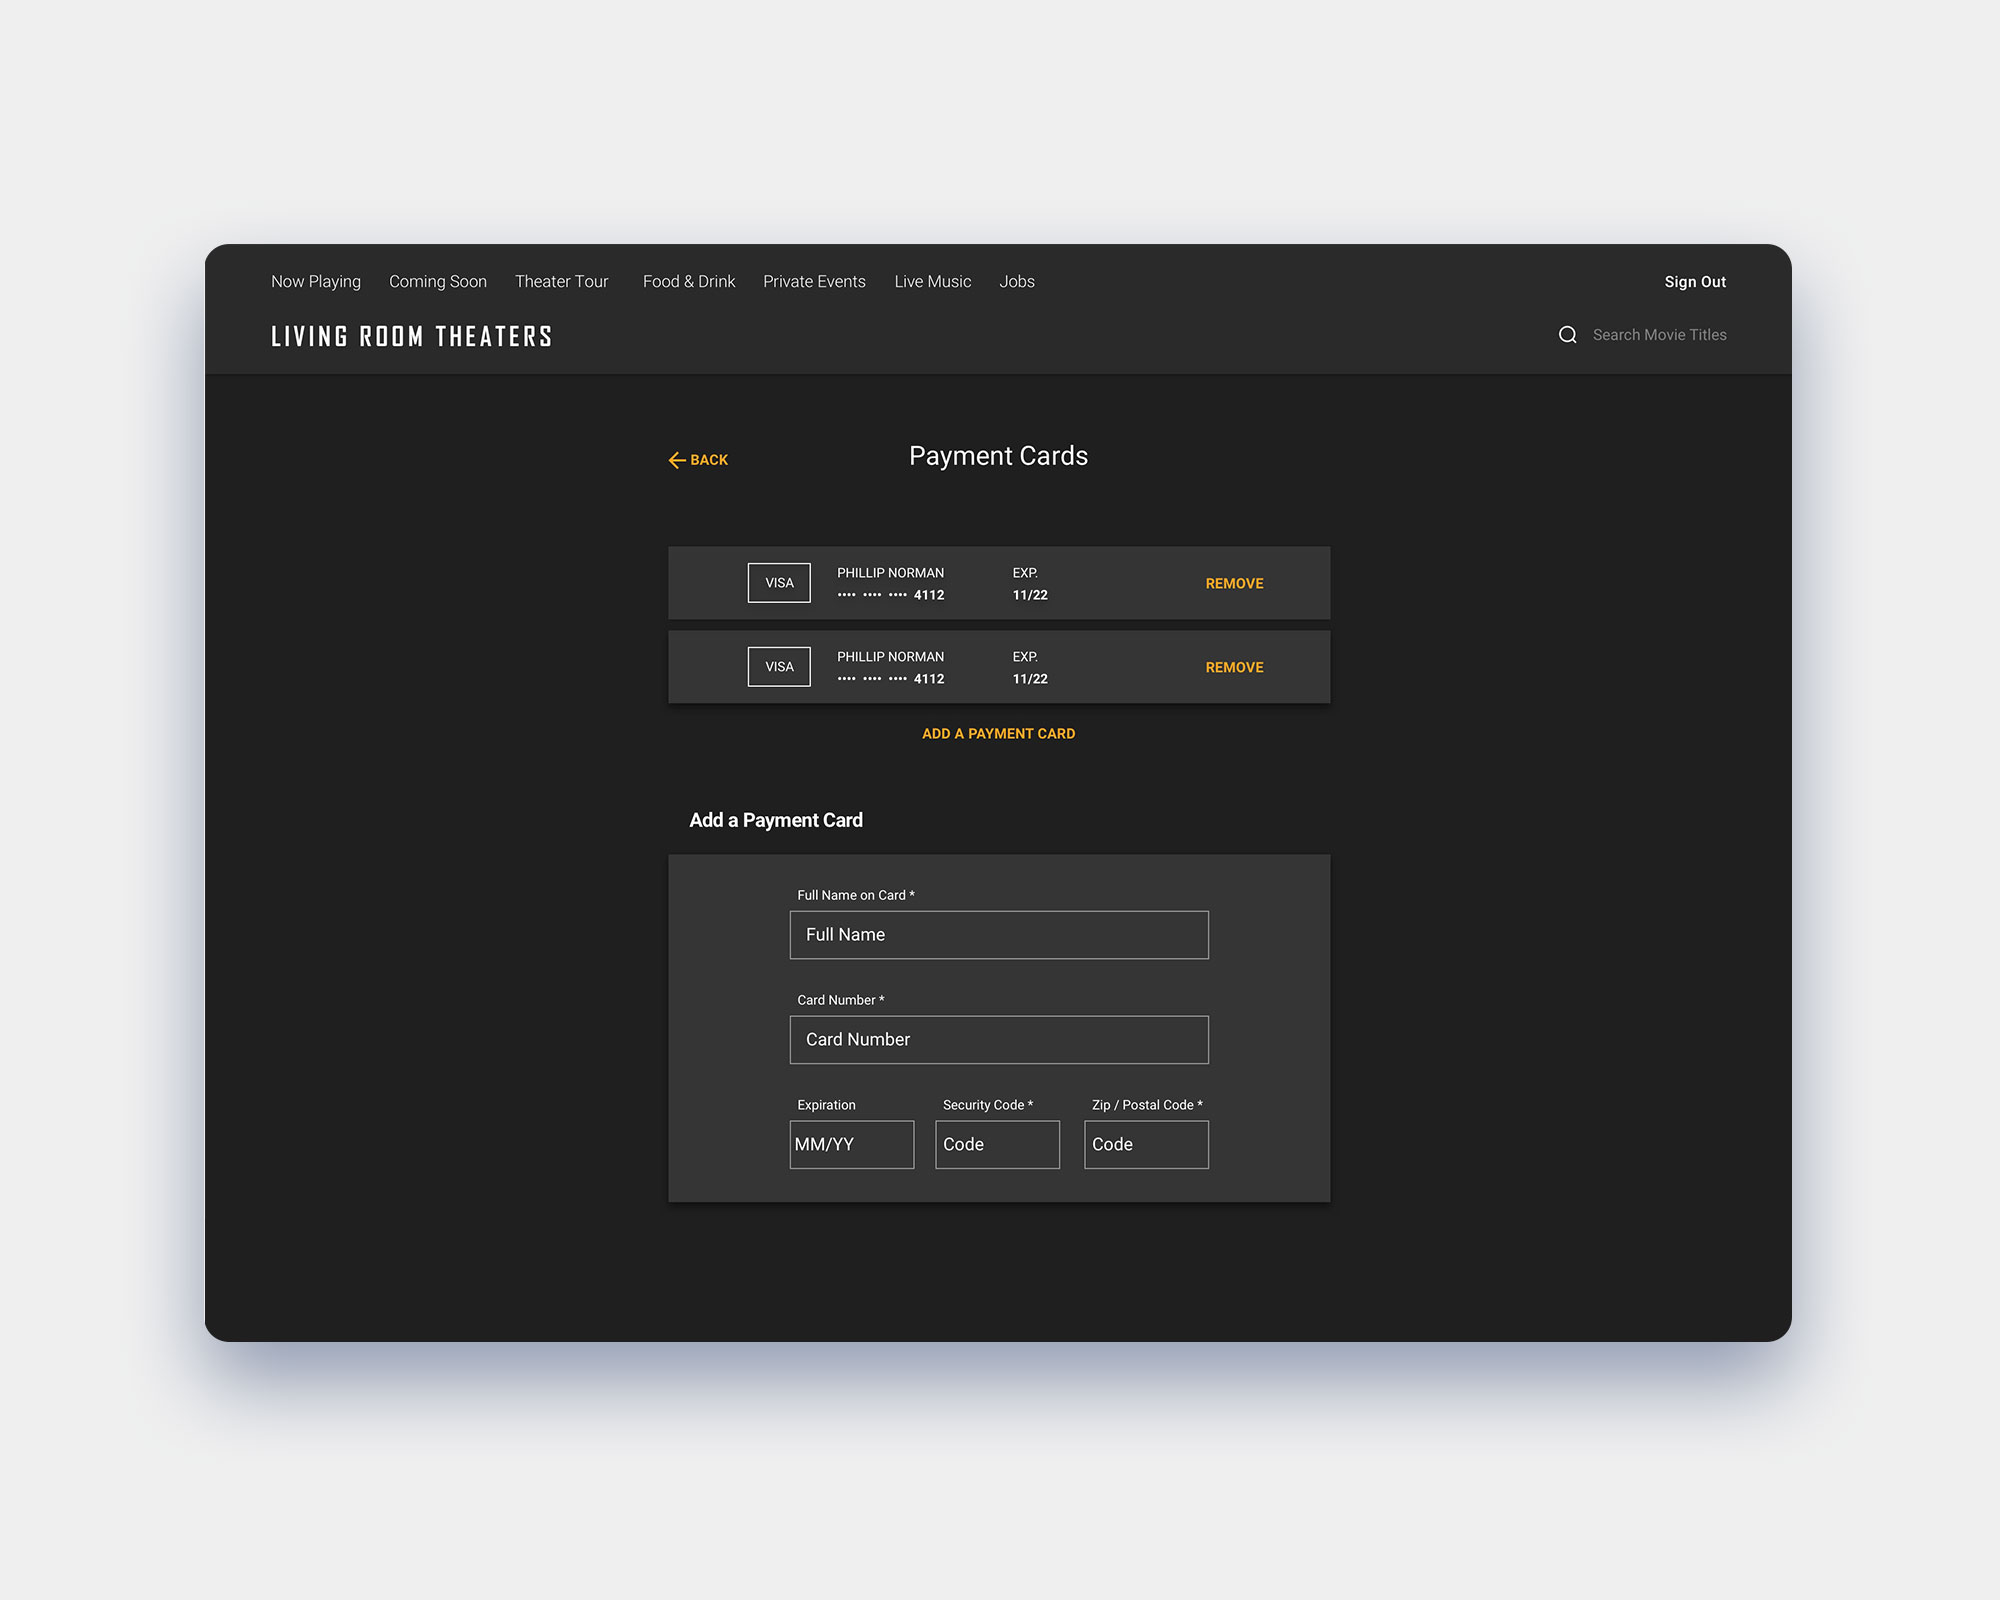 Now Playing Coming Soon Theater Tour Food & Drink Private Events Live Music Jobs Sign Out
LIVING ROOM THEATERS Search Movie Titles
BACK Payment Cards
VISA PHILLIP NORMAN EXP. REMOVE
•••• •••• •••• 4112 11/22
VISA PHILLIP NORMAN EXP. REMOVE
•••• •••• •••• 4112 11/22
ADD A PAYMENT CARD
Add a Payment Card
Full Name on Card *
Full Name
Card Number *
Card Number
Expiration Security Code * Zip / Postal Code *
MM/YY Code Code